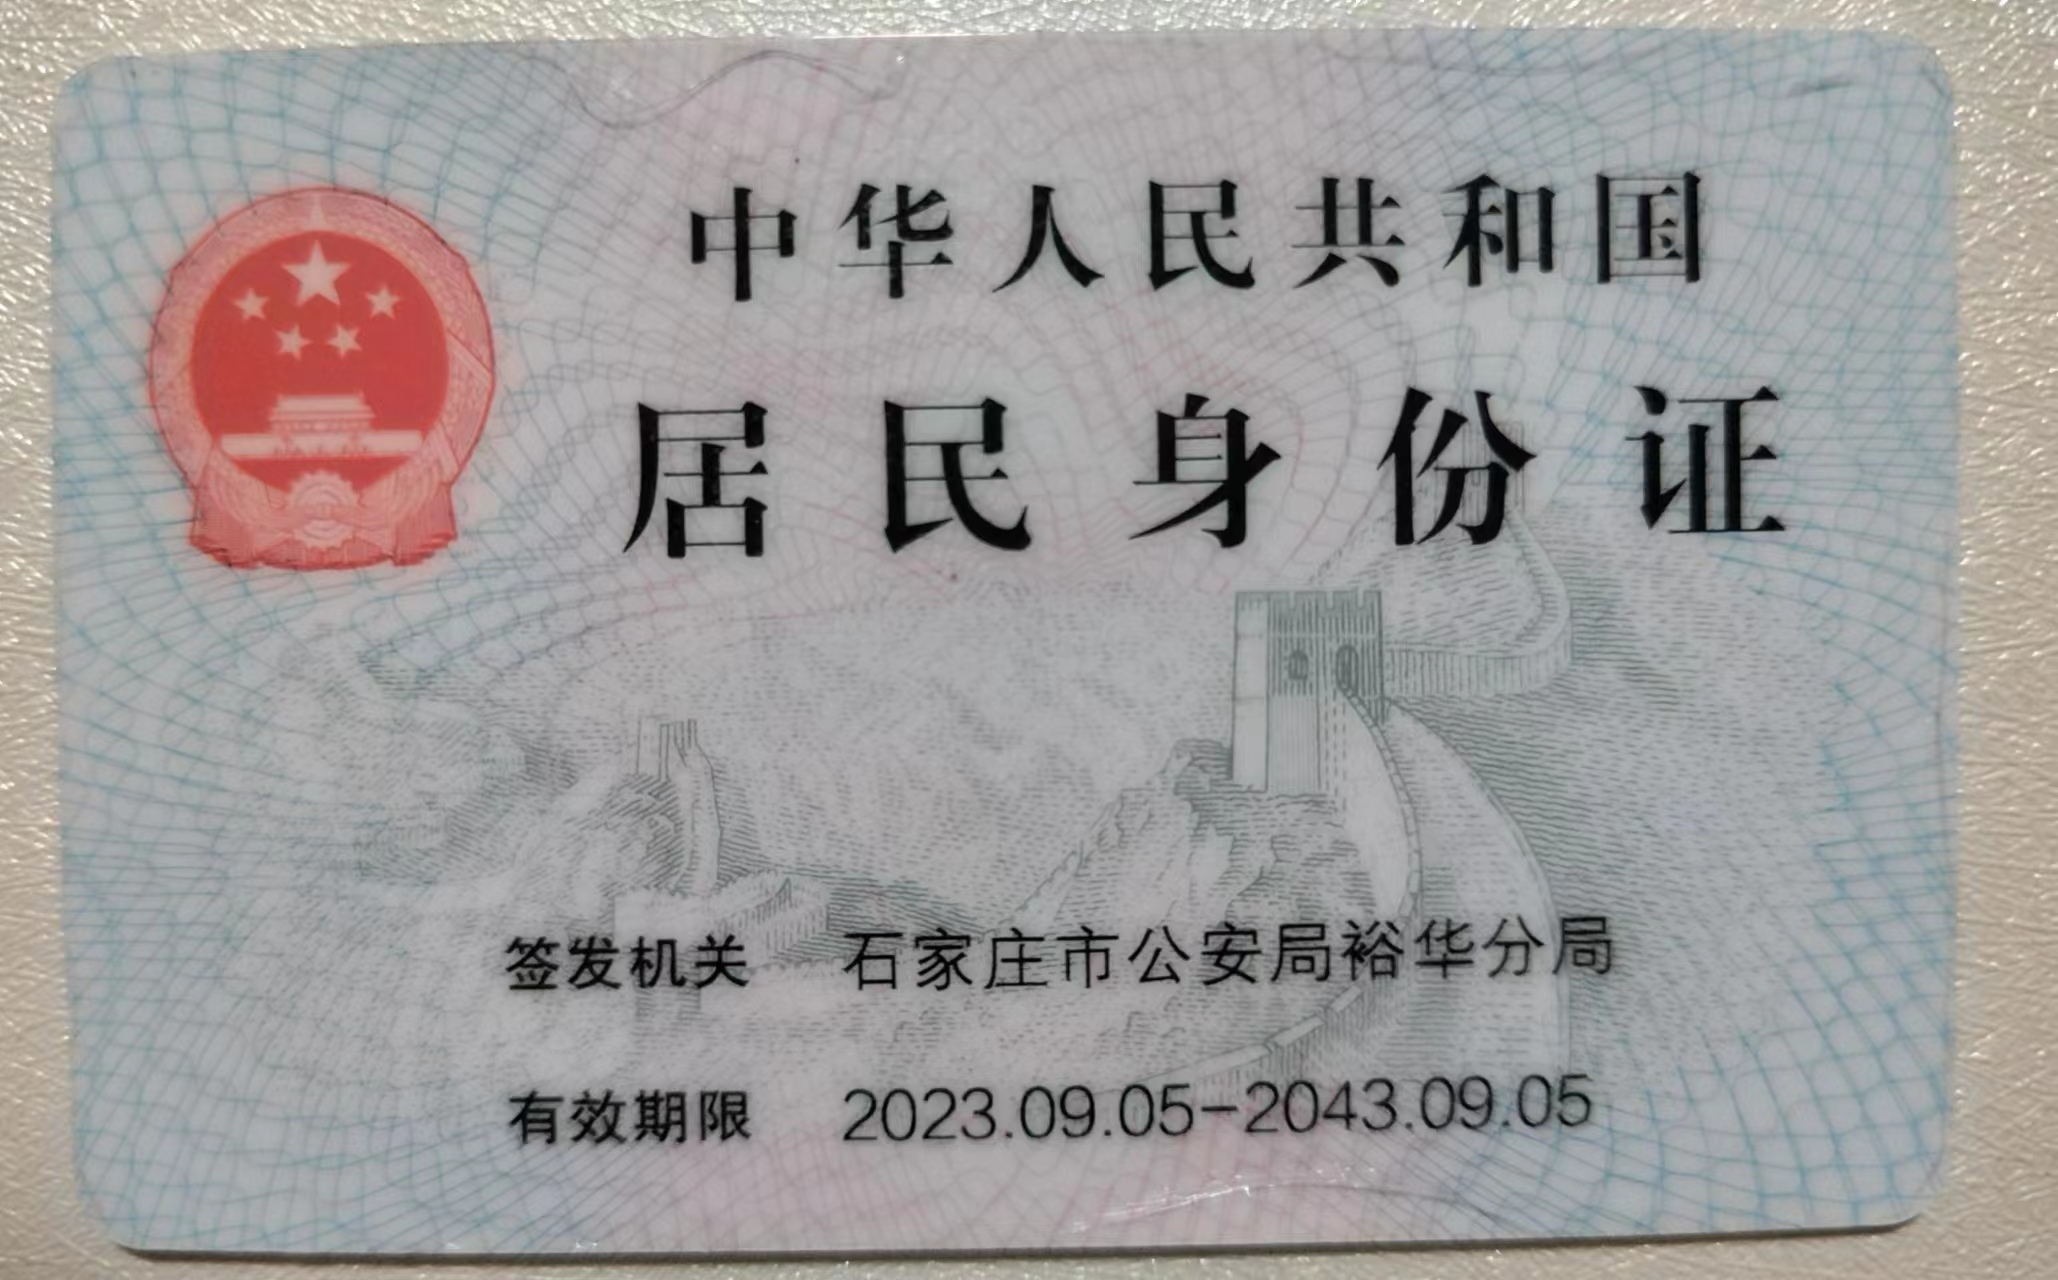 中华人民共和国
居民身份证
签发机关 石家庄市公安局裕华分局
有效期限 2023.09.05-2043.09.05